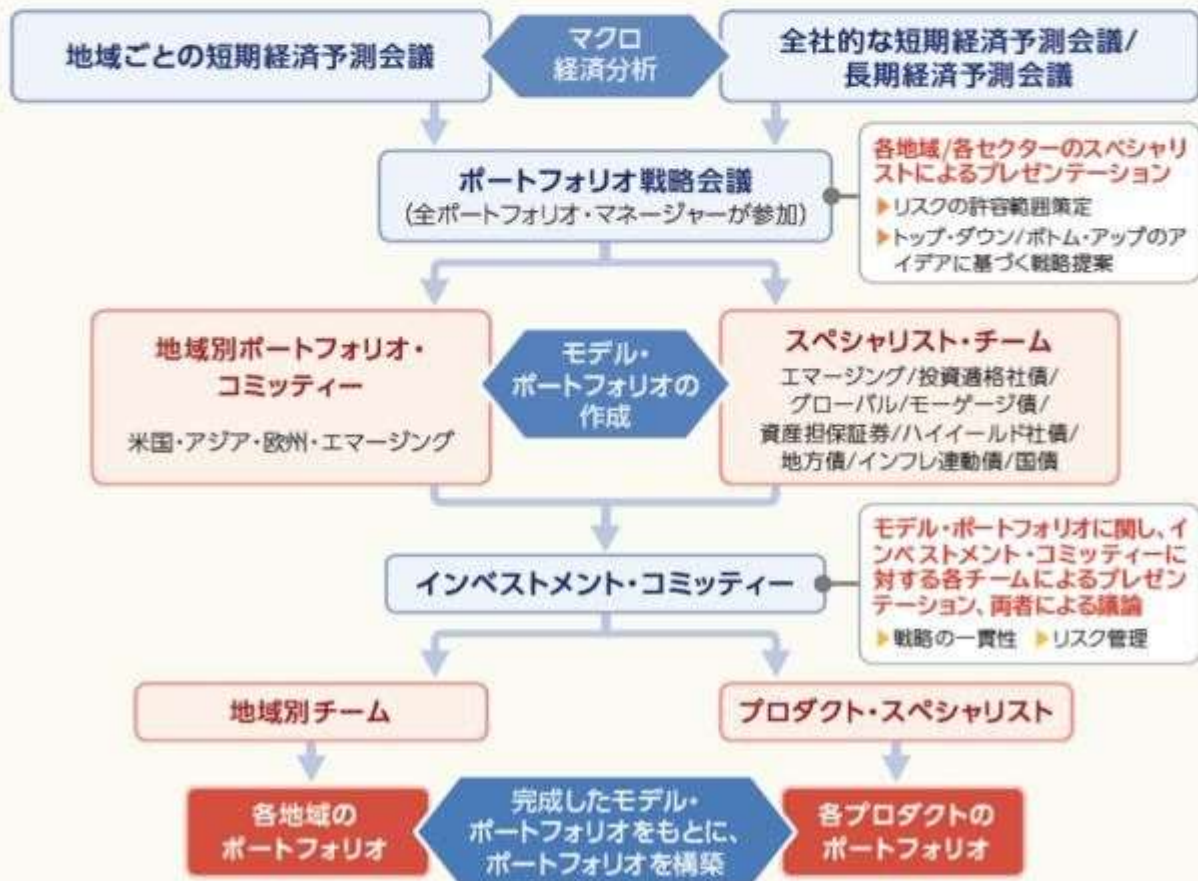 地域ごとの短期経済予測会議
マクロ
経済分析
全社的な短期経済予測会議/
長期経済予測会議
ポートフォリオ戦略会議
(全ポートフォリオ・マネージャーが参加)
各地域/各セクターのスペシャリ
ストによるプレゼンテーション
▶リスクの許容範囲策定
▶トップ・ダウン/ボトム・アップのア
イデアに基づく戦略提案
地域別ポートフォリオ・
コミッティー
米国・アジア・欧州・エマージング
モデル・
ポートフォリオの
作成
スペシャリスト・チーム
エマージング/投資適格社債/
グローバル/モーゲージ債/
資産担保証券/ハイイールド社債/
地方債/インフレ連動債/国債
インベストメント・コミッティー
モデル・ポートフォリオに関し、イ
ンベストメント・コミッティーに
対する各チームによるプレゼン
テーション、両者による議論
▶戦略の一貫性 ▶リスク管理
地域別チーム
プロダクト・スペシャリスト
各地域の
ポートフォリオ
完成したモデル・
ポートフォリオをもとに、
ポートフォリオを構築
各プロダクトの
ポートフォリオ